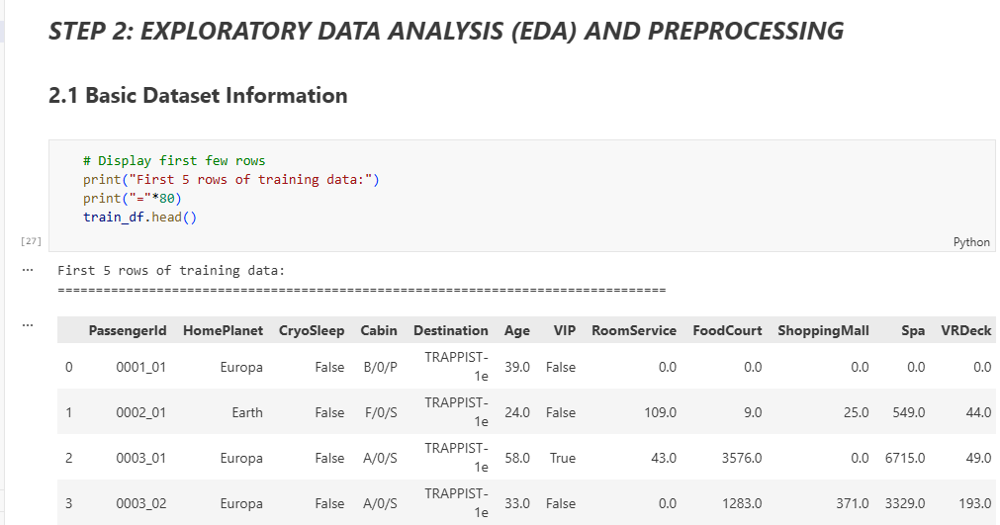 STEP 2: EXPLORATORY DATA ANALYSIS (EDA) AND PREPROCESSING
2.1 Basic Dataset Information
# Display first few rows
print("First 5 rows of training data:")
print("="*80)
train_df.head()
[27]
Python
... First 5 rows of training data:
================================================================================
...
PassengerId HomePlanet CryoSleep Cabin Destination Age VIP RoomService FoodCourt ShoppingMall Spa VRDeck
0 0001_01 Europa False B/0/P TRAPPIST-1e 39.0 False 0.0 0.0 0.0 0.0 0.0
1 0002_01 Earth False F/0/S TRAPPIST-1e 24.0 False 109.0 9.0 25.0 549.0 44.0
2 0003_01 Europa False A/0/S TRAPPIST-1e 58.0 True 43.0 3576.0 0.0 6715.0 49.0
3 0003_02 Europa False A/0/S TRAPPIST-1e 33.0 False 0.0 1283.0 371.0 3329.0 193.0